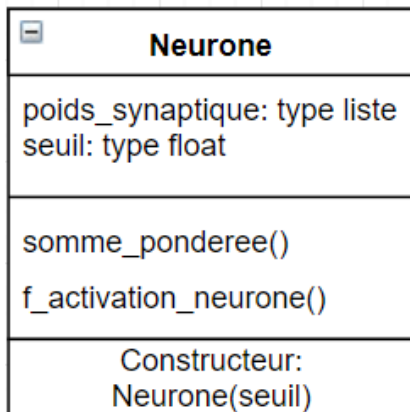 Neurone
poids_synaptique: type liste
seuil: type float
somme_ponderee()
f_activation_neurone()
Constructeur:
Neurone(seuil)